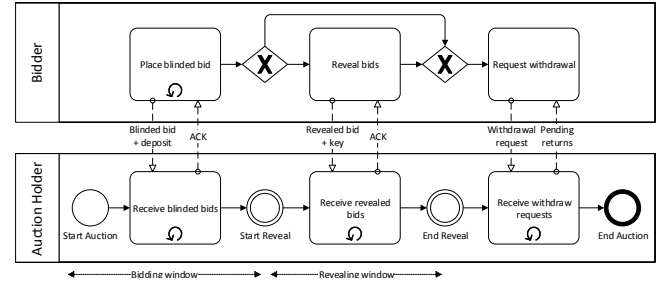 Bidder
Place blinded bid
X
Reveal bids
X
Request withdrawal
Blinded bid
+ deposit
ACK
Revealed bid
+ key
ACK
Withdrawal
request
Pending
returns
Auction Holder
Start Auction
Receive blinded bids
Start Reveal
Receive revealed
bids
End Reveal
Receive withdraw
requests
End Auction
Bidding window
Revealing window